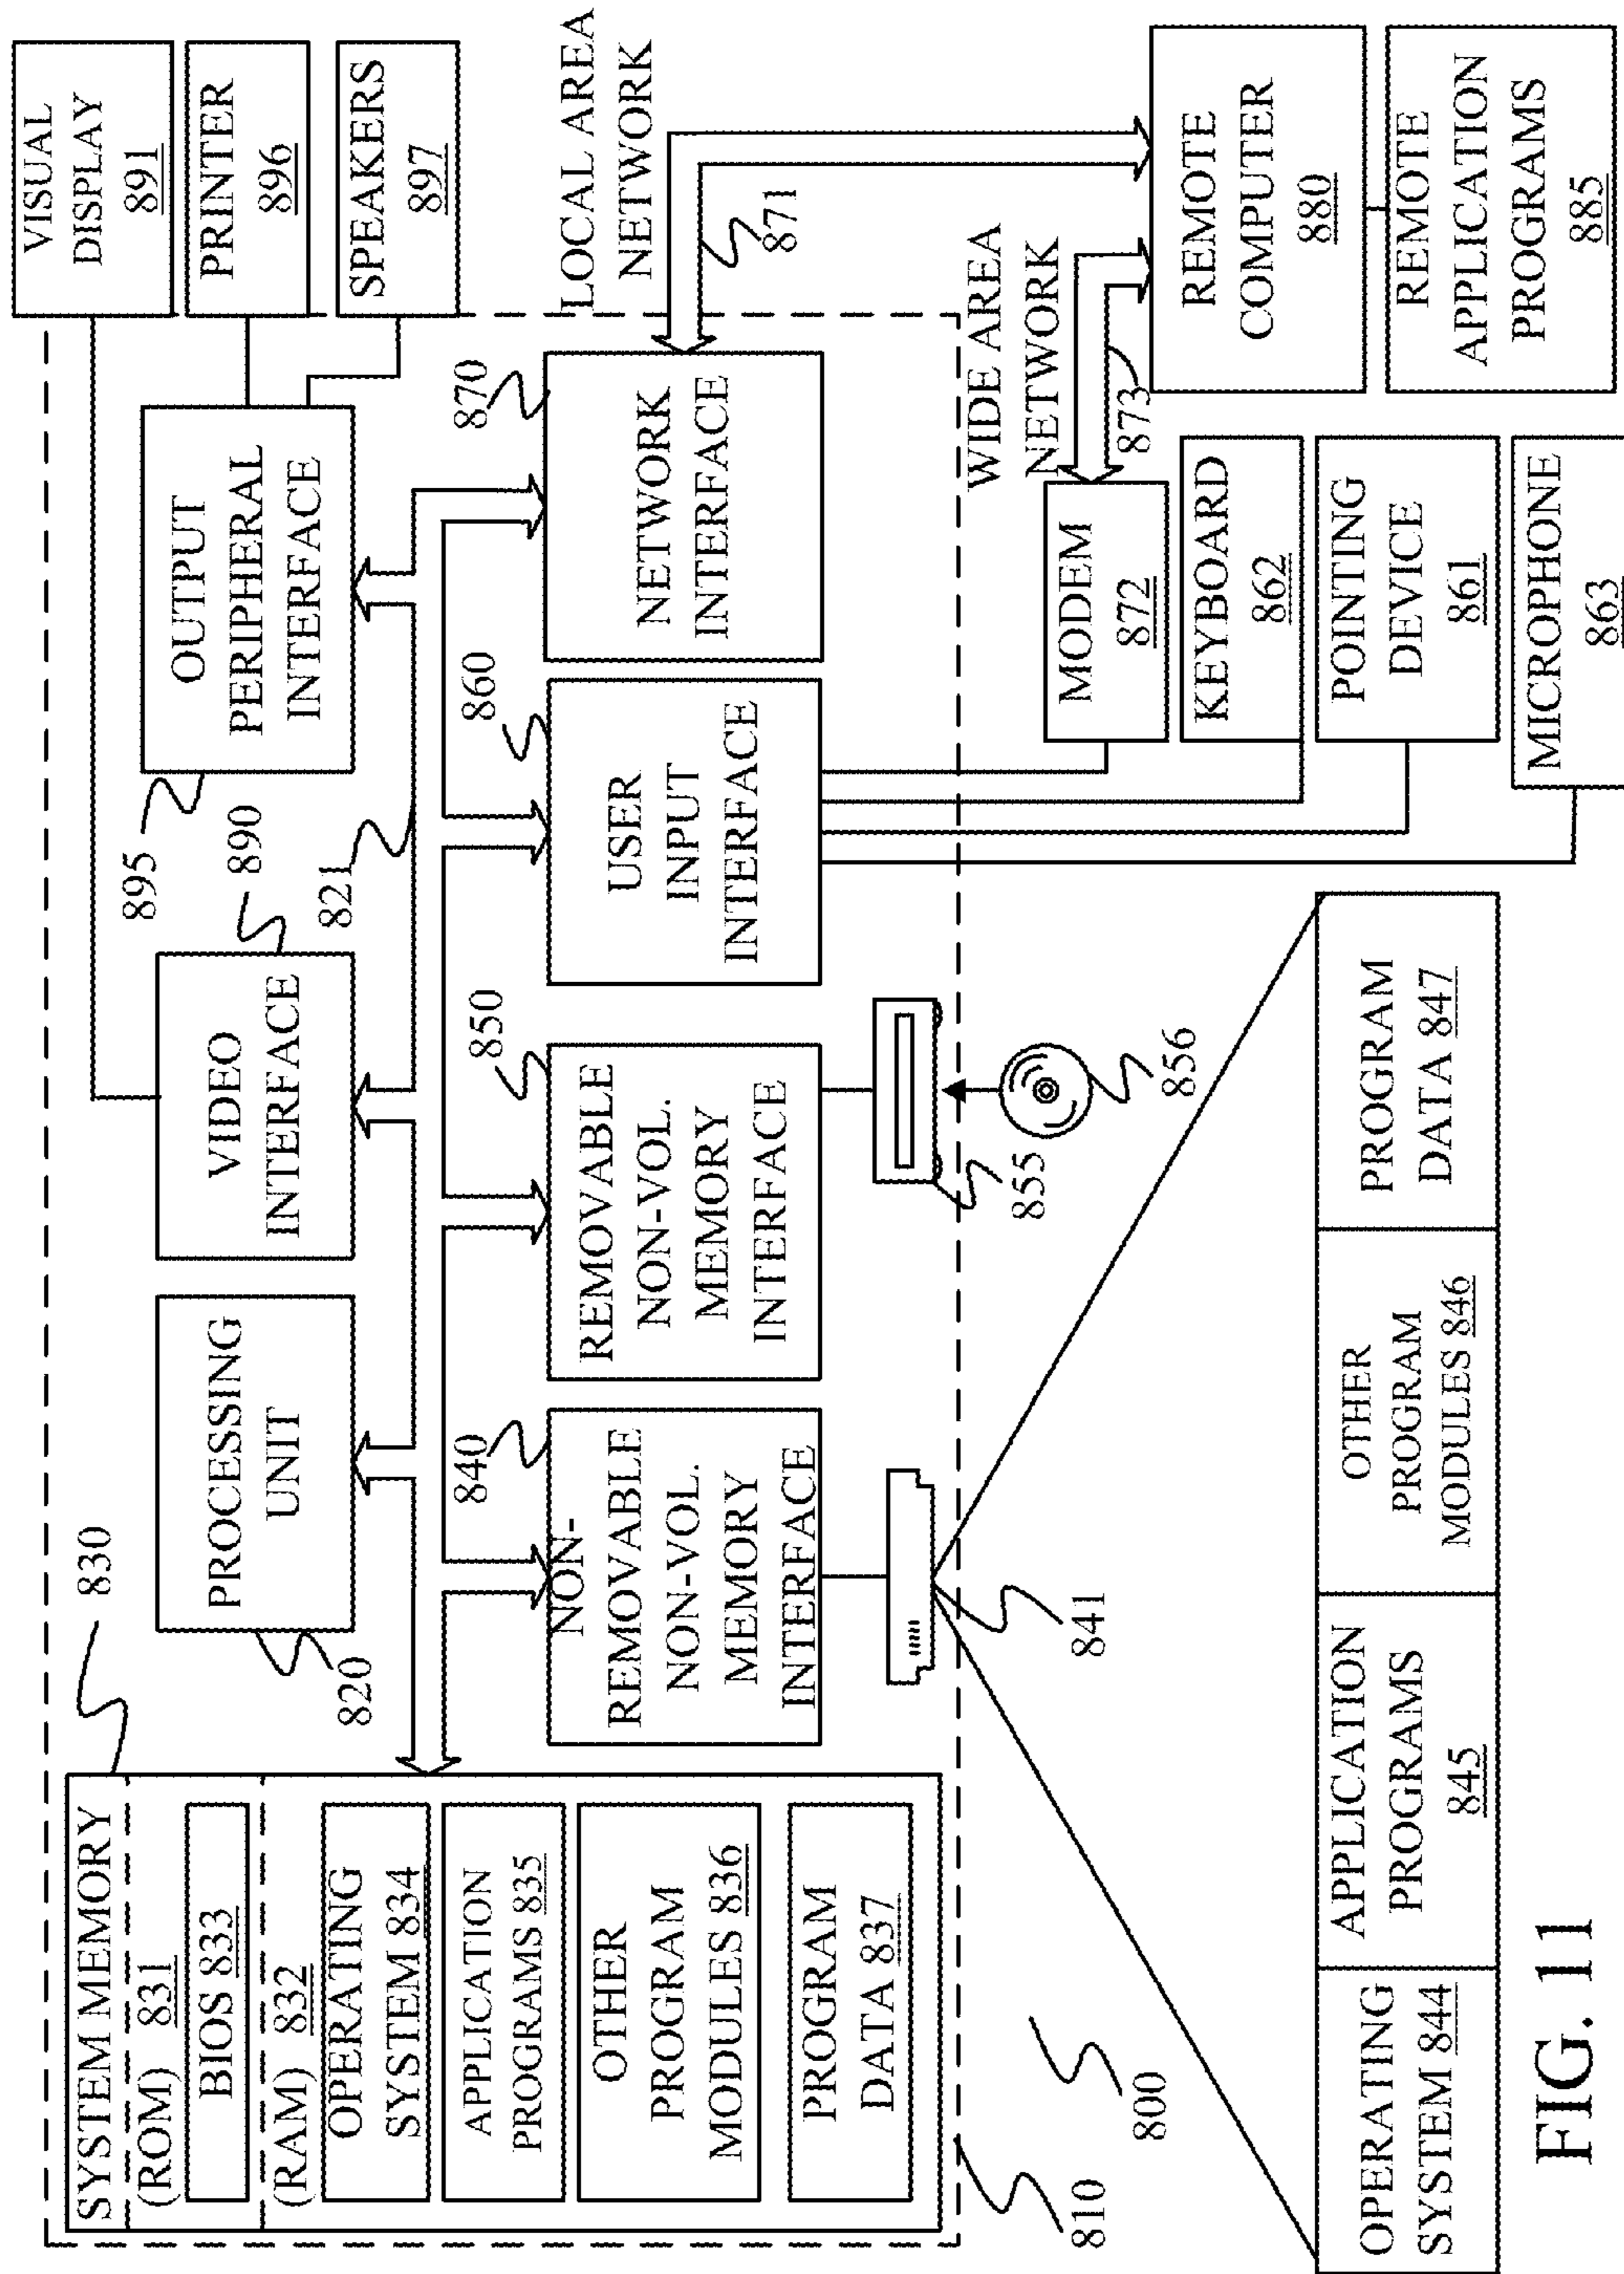 SYSTEM MEMORY
(ROM) 831
BIOS 833
(RAM) 832
OPERATING
SYSTEM 834
APPLICATION
PROGRAMS 835
OTHER
PROGRAM
MODULES 836
PROGRAM
DATA 837
830
820
PROCESSING
UNIT
VIDEO
INTERFACE
890
895
OUTPUT
PERIPHERAL
INTERFACE
821
VISUAL
DISPLAY
891
PRINTER
896
SPEAKERS
897
840
NON-
REMOVABLE
NON-VOL.
MEMORY
INTERFACE
850
REMOVABLE
NON-VOL.
MEMORY
INTERFACE
860
USER
INPUT
INTERFACE
870
NETWORK
INTERFACE
LOCAL AREA
NETWORK
871
810
800
841
855
856
WIDE AREA
NETWORK
873
MODEM
872
KEYBOARD
862
POINTING
DEVICE
861
MICROPHONE
863
REMOTE
COMPUTER
880
REMOTE
APPLICATION
PROGRAMS
885
OPERATING
SYSTEM 844
APPLICATION
PROGRAMS
845
OTHER
PROGRAM
MODULES 846
PROGRAM
DATA 847
FIG. 11